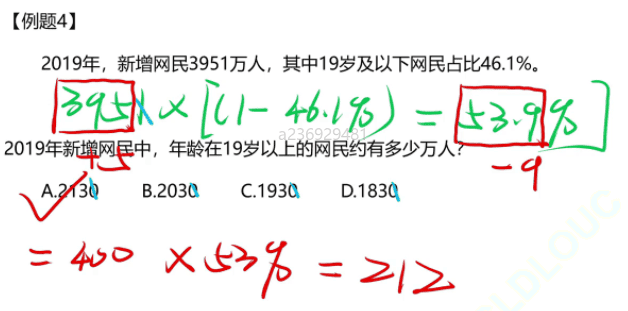 【例题4】
2019年，新增网民3951万人，其中19岁及以下网民占比46.1%。
3951 × [(1 - 46.1%) = 53.9%]
a236929481
2019年新增网民中，年龄在19岁以上的网民约有多少万人？
+5
-9
A.2130 B.2030 C.1930 D.1830
= 400 × 53% = 212